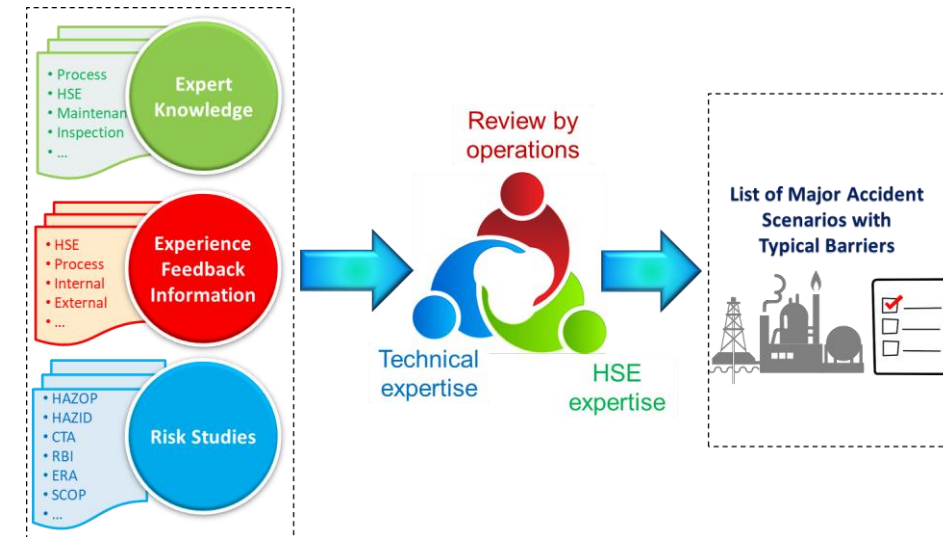 • Process
• HSE
• Maintenan
• Inspection
• ...
Expert
Knowledge
• HSE
• Process
• Internal
• External
• ...
Experience
Feedback
Information
• HAZOP
• HAZID
• CTA
• RBI
• ERA
• SCOP
• ...
Risk Studies
Review by
operations
Technical
expertise
HSE
expertise
List of Major Accident
Scenarios with
Typical Barriers